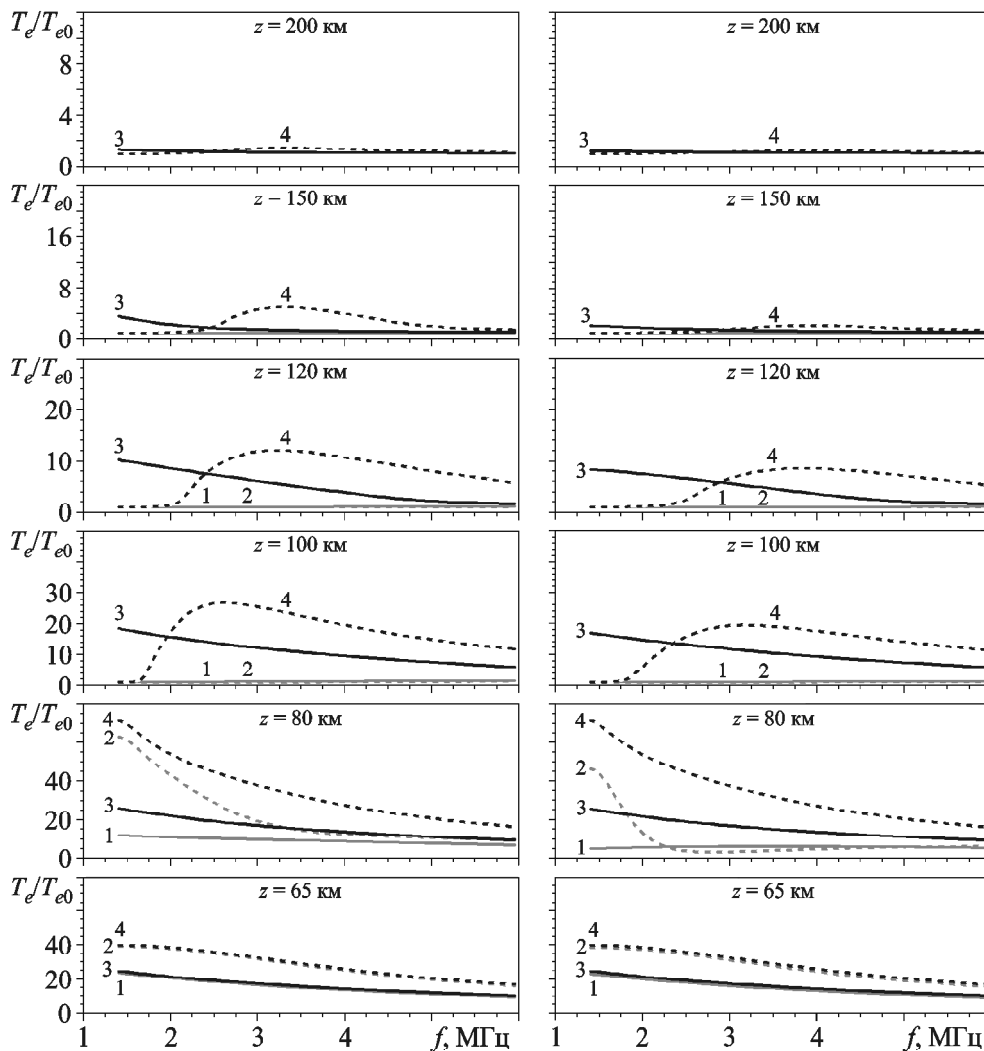 T_e/T_e0 z = 200 км z = 200 км
8
4
3 4 3 4
0
T_e/T_e0 z − 150 км z = 150 км
16
8
3 4 3 4
0
T_e/T_e0 z = 120 км z = 120 км
20
10
3 4 3 4
1 2 1 2
0
T_e/T_e0 z = 100 км z = 100 км
30
20
10
3 4 3 4
1 2 1 2
0
T_e/T_e0 z = 80 км z = 80 км
4 4
2 2
40
20
3 3
1 1
0
T_e/T_e0 z = 65 км z = 65 км
4 4
40
2 2
20
3 3
1 1
0
1 2 3 4 f, МГц 1 2 3 4 f, МГц